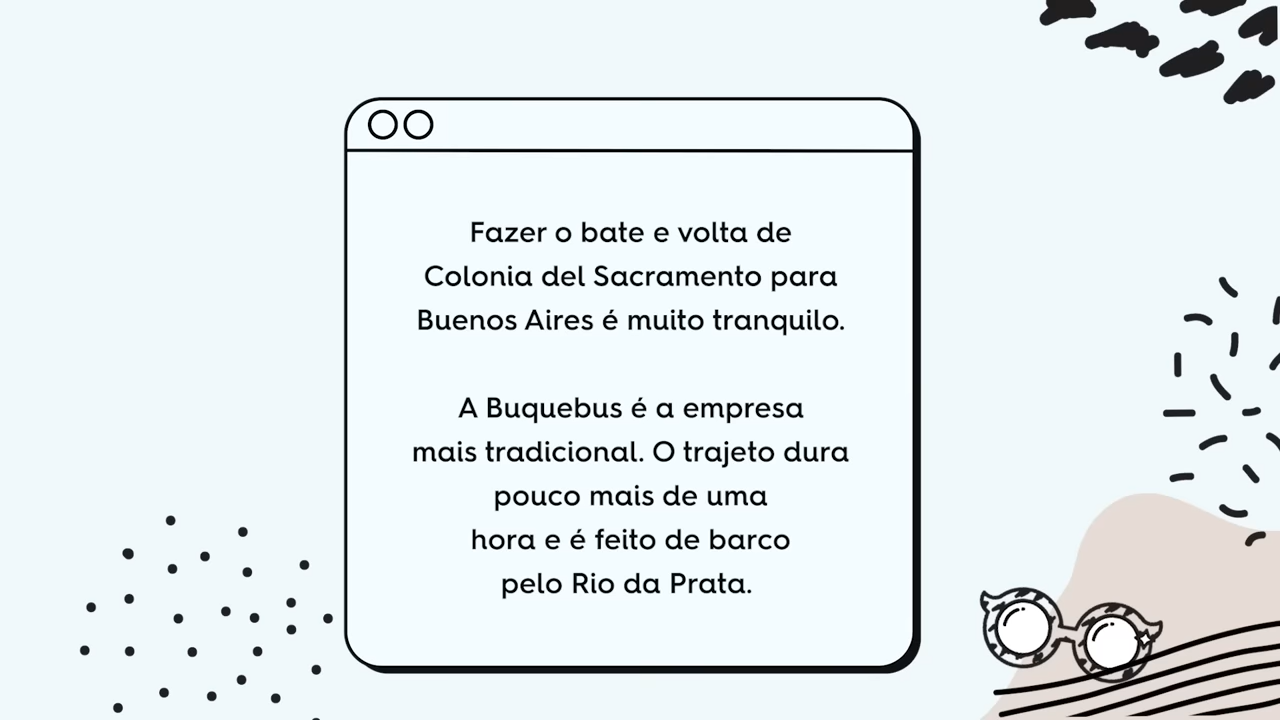 Fazer o bate e volta de
Colonia del Sacramento para
Buenos Aires é muito tranquilo.
A Buquebus é a empresa
mais tradicional. O trajeto dura
pouco mais de uma
hora e é feito de barco
pelo Rio da Prata.